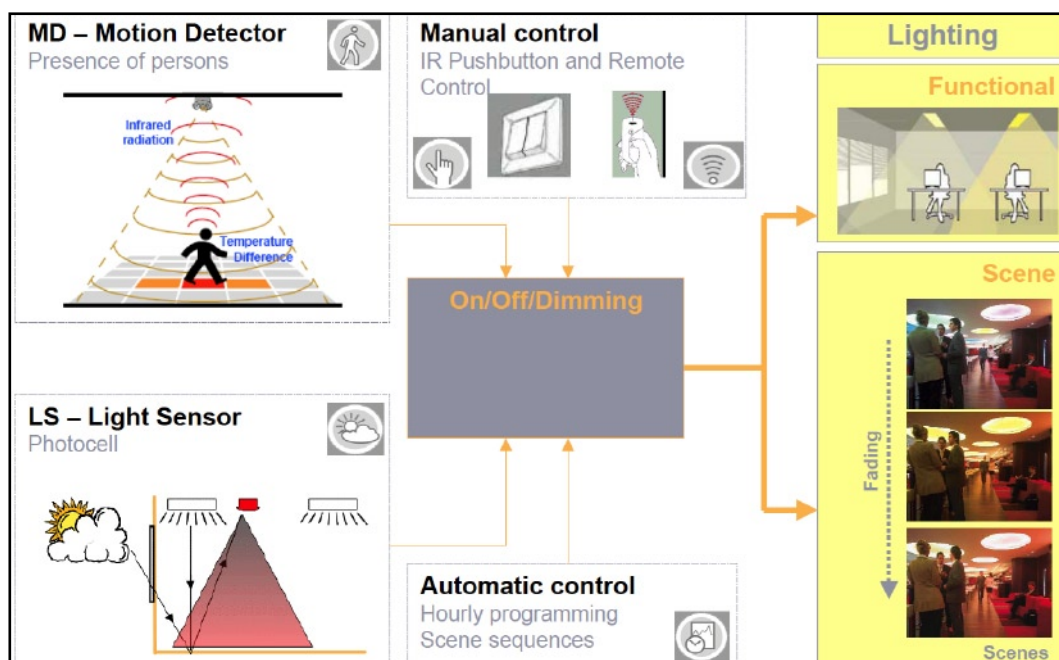 MD – Motion Detector
Presence of persons
Infrared
radiation
Temperature
Difference
Manual control
IR Pushbutton and Remote
Control
Lighting
Functional
On/Off/Dimming
Scene
Fading
Scenes
LS – Light Sensor
Photocell
Automatic control
Hourly programming
Scene sequences